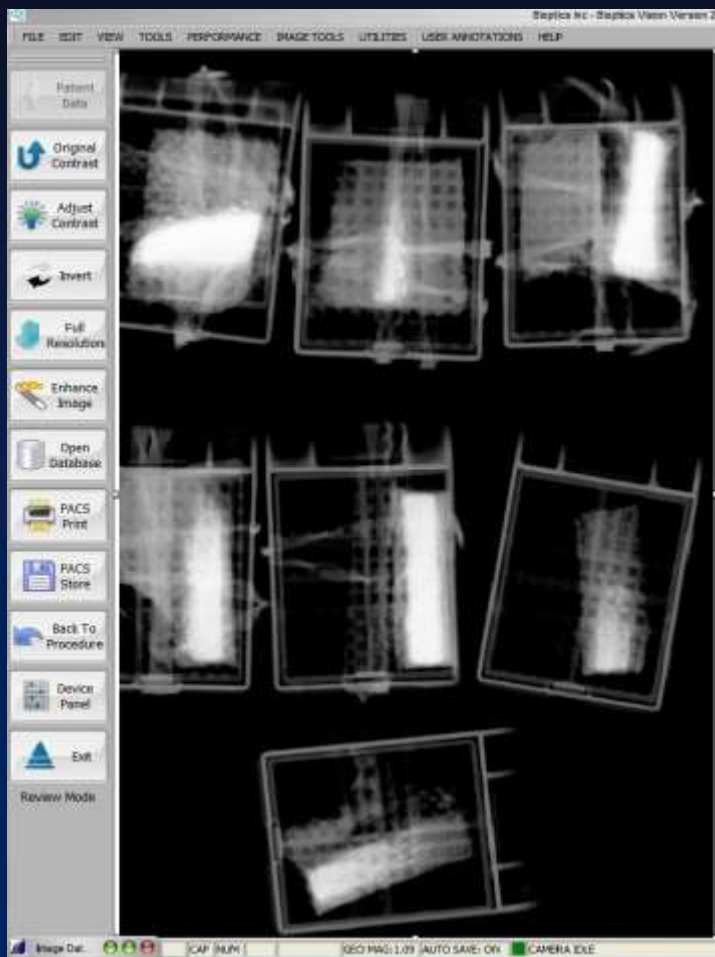 Bioptics Inc - Bioptics Vision Version 2
FILE EDIT VIEW TOOLS PERFORMANCE IMAGE TOOLS UTILITIES USER ANNOTATIONS HELP
Patient
Data
Original
Contrast
Adjust
Contrast
Invert
Full
Resolution
Enhance
Image
Open
Database
PACS
Print
PACS
Store
Back To
Procedure
Device
Panel
Exit
Review Mode
Image Dat. CAP NUM GEO MAG: 1.09 AUTO SAVE: ON CAMERA IDLE